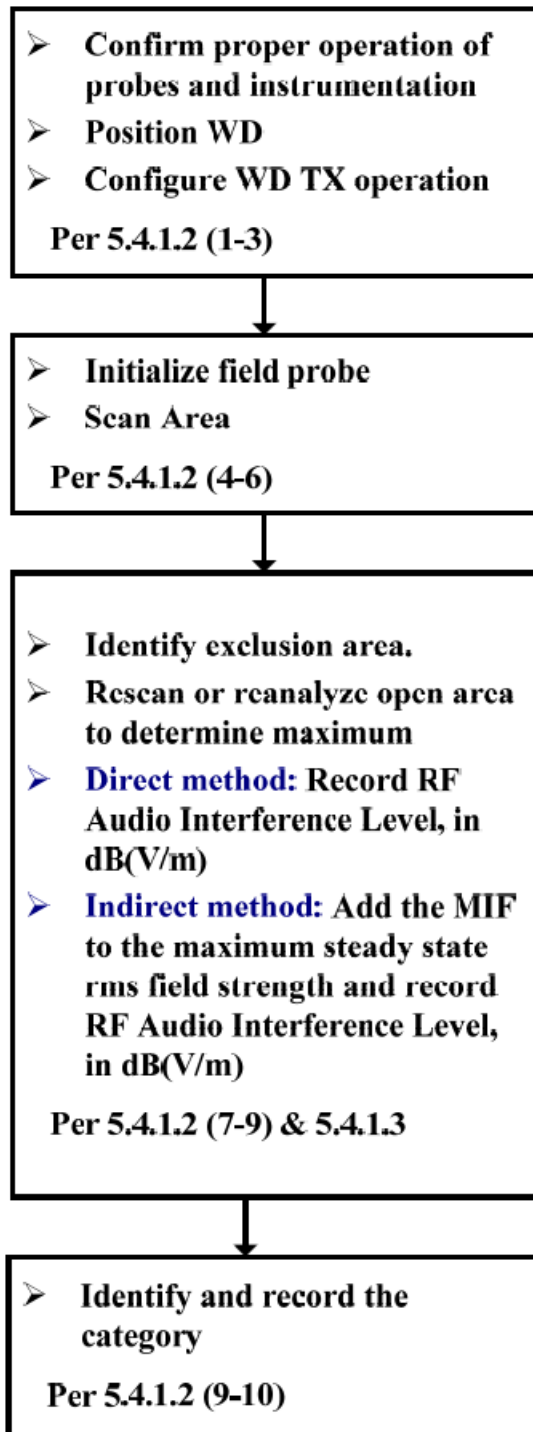 ➢ Confirm proper operation of
probes and instrumentation
➢ Position WD
➢ Configure WD TX operation
Per 5.4.1.2 (1-3)
➢ Initialize field probe
➢ Scan Area
Per 5.4.1.2 (4-6)
➢ Identify exclusion area.
➢ Rescan or reanalyze open area
to determine maximum
➢ Direct method: Record RF
Audio Interference Level, in
dB(V/m)
➢ Indirect method: Add the MIF
to the maximum steady state
rms field strength and record
RF Audio Interference Level,
in dB(V/m)
Per 5.4.1.2 (7-9) & 5.4.1.3
➢ Identify and record the
category
Per 5.4.1.2 (9-10)